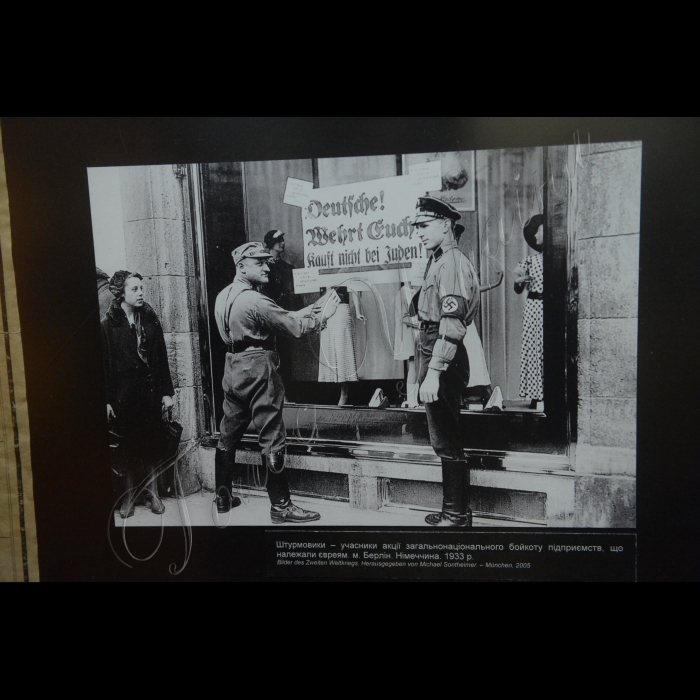 Deutsche!
Wehrt Euch
Kauft nicht bei Juden!
Штурмовики – учасники акції загальнонаціонального бойкоту підприємств, що
належали євреям. м. Берлін. Німеччина. 1933 р.
Bilder des Zweiten Weltkriegs. Herausgegeben von Michael Sontheimer. – München, 2005